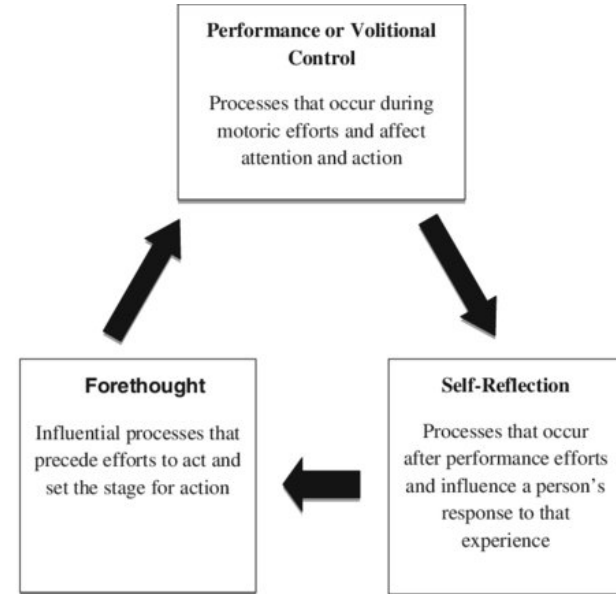 Performance or Volitional
Control
Processes that occur during
motoric efforts and affect
attention and action
Forethought
Influential processes that
precede efforts to act and
set the stage for action
Self-Reflection
Processes that occur
after performance efforts
and influence a person's
response to that
experience